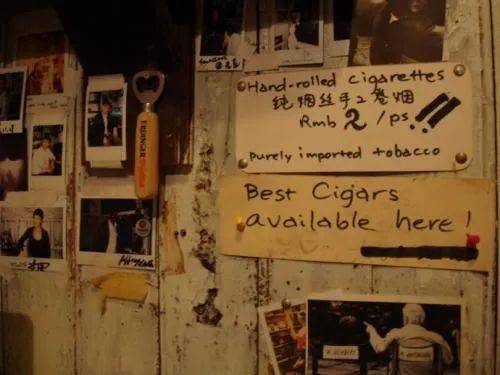 Hand-rolled cigarettes
纯烟丝手工卷烟
Rmb 2 /ps!!
Purely imported tobacco
Best Cigars
available here!